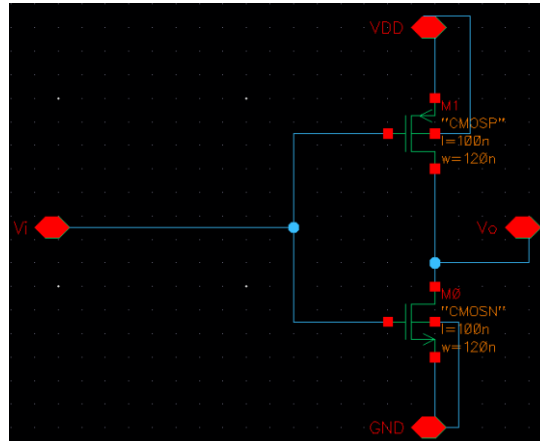 VDD
M1
"CMOSP"
l=100n
w=120n
Vi
Vo
M0
"CMOSN"
l=100n
w=120n
GND